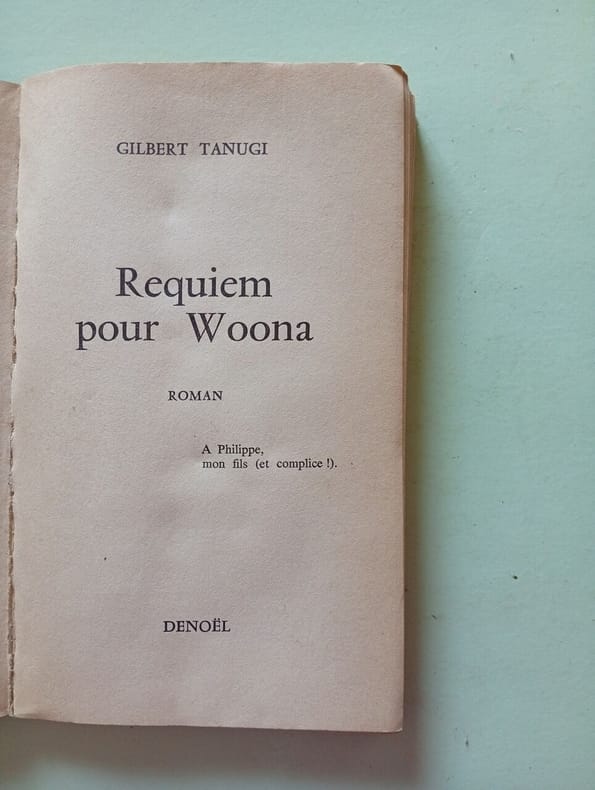 GILBERT TANUGI
Requiem
pour Woona
ROMAN
A Philippe,
mon fils (et complice !).
DENOËL